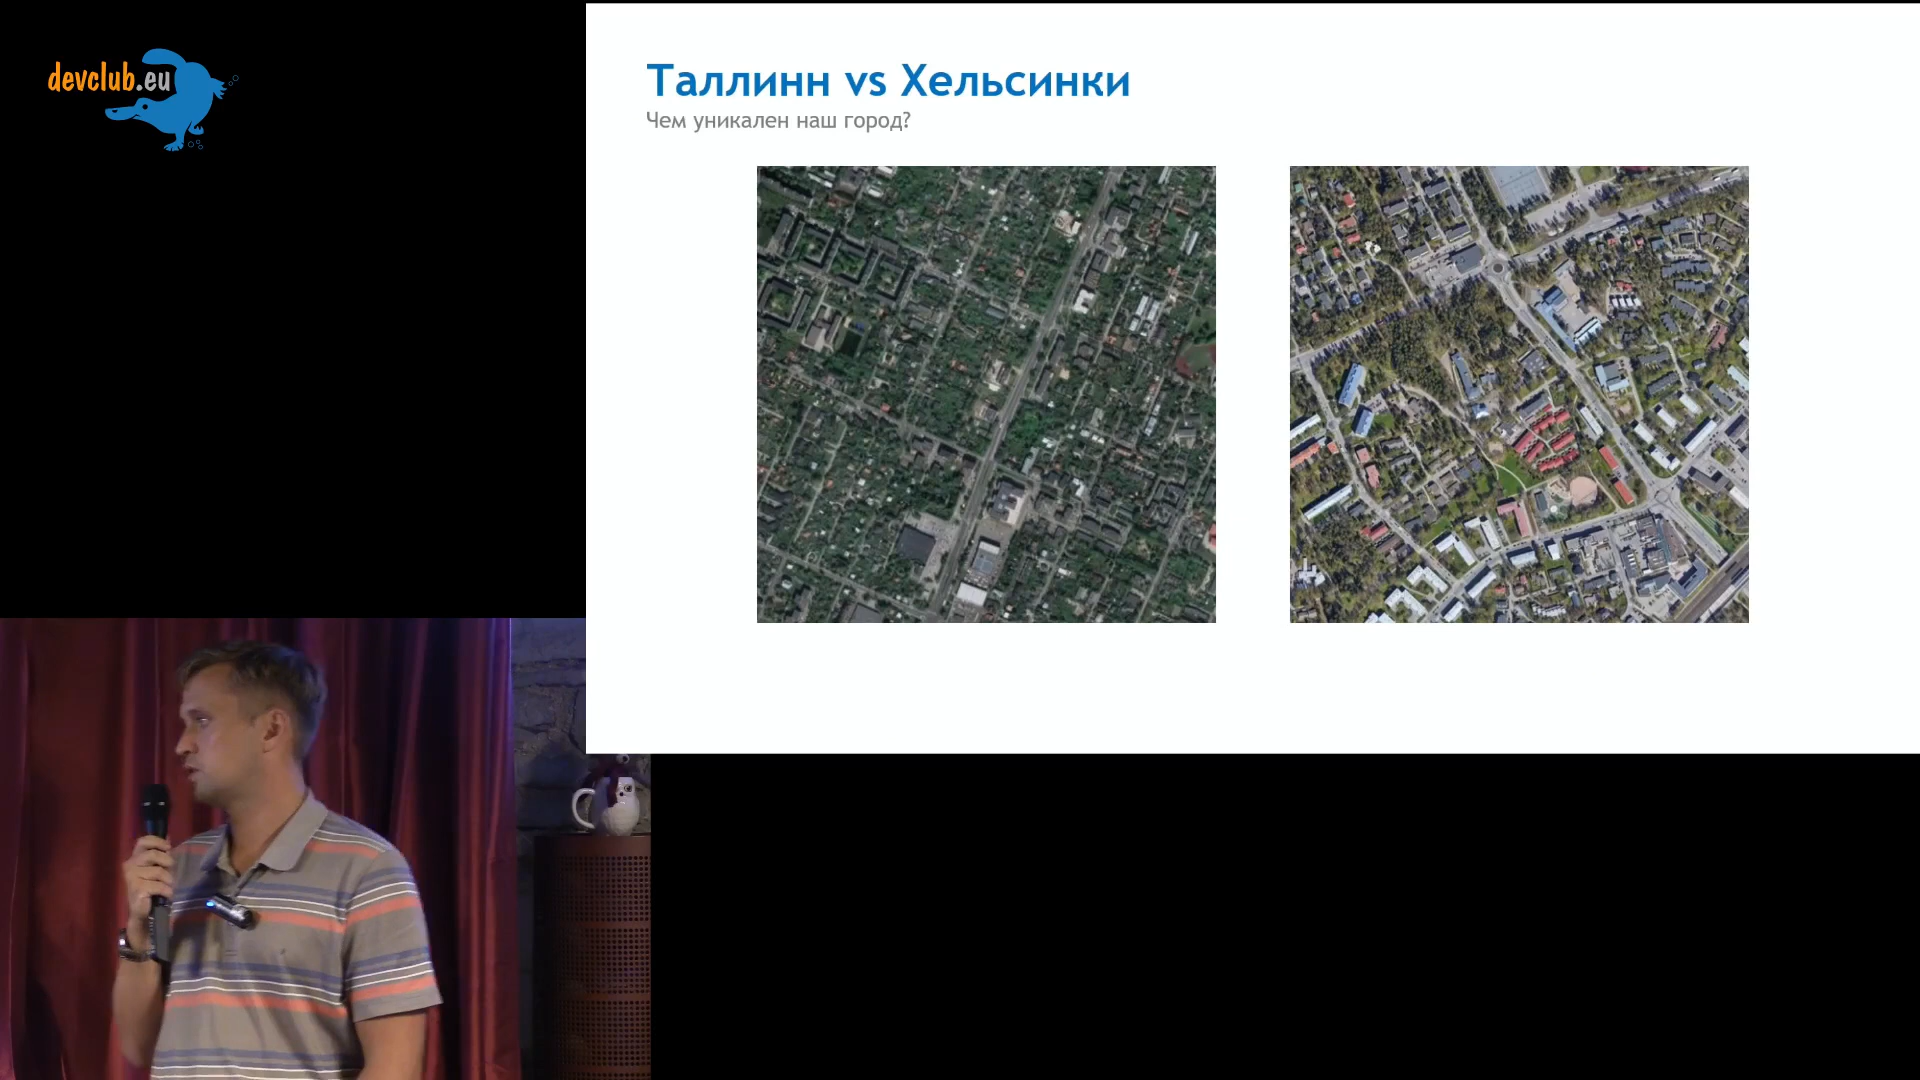 devclub.eu
Таллинн vs Хельсинки
Чем уникален наш город?